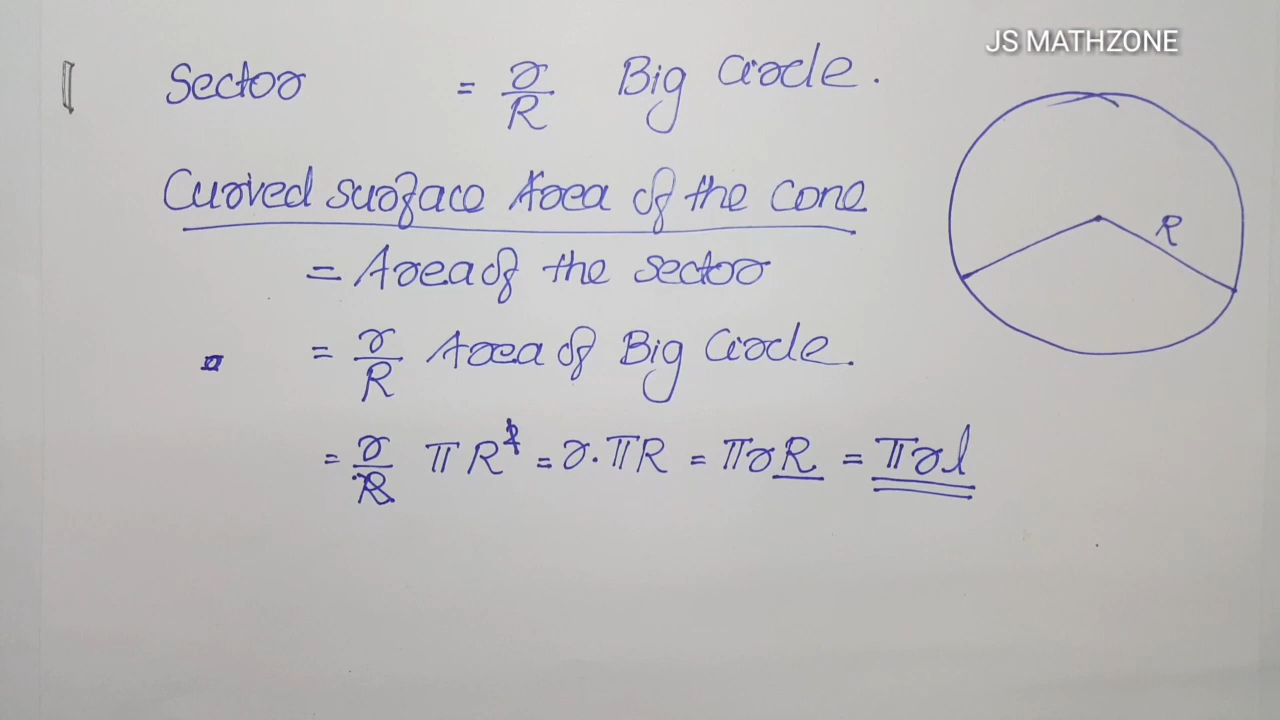 JS MATHZONE
Sector = r/R Big Circle.
Curved surface Area of the cone
= Area of the sector
= r/R Area of Big Circle.
= r/R πR² = r.πR = πrR = πrl
R